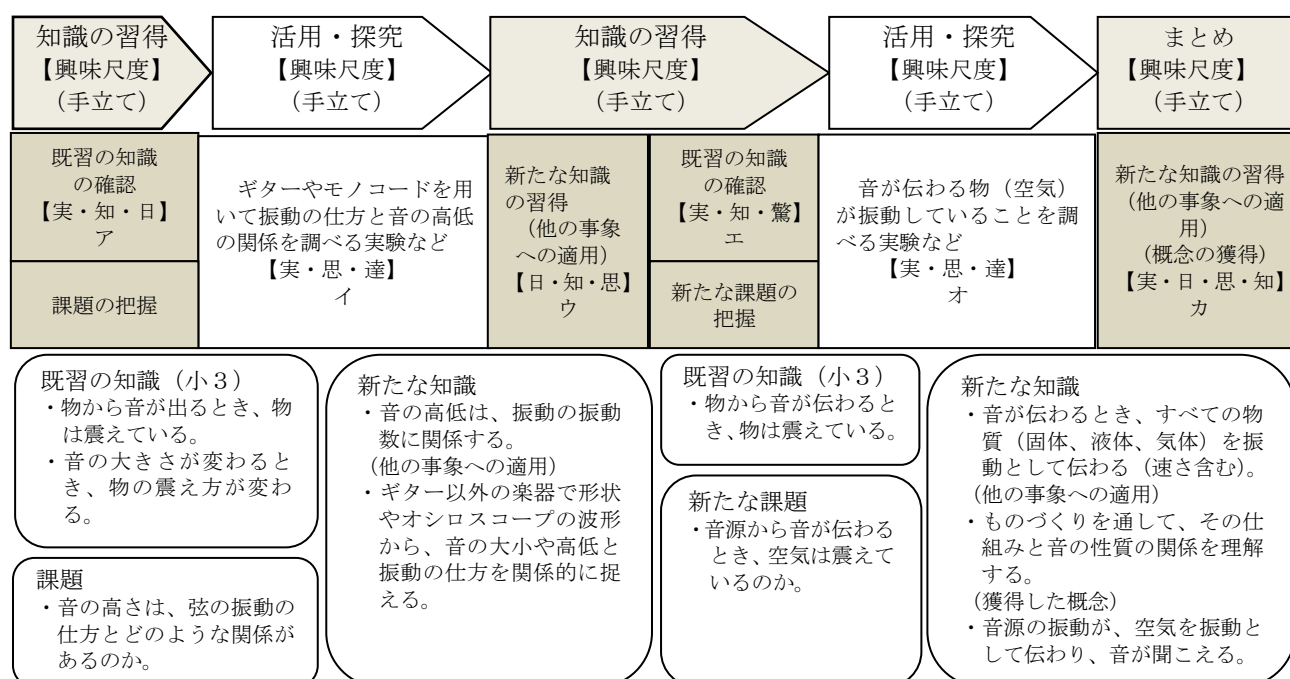 知識の習得
【興味尺度】
(手立て)
活用・探究
【興味尺度】
(手立て)
知識の習得
【興味尺度】
(手立て)
活用・探究
【興味尺度】
(手立て)
まとめ
【興味尺度】
(手立て)
既習の知識
の確認
【実・知・日】
ア
課題の把握
ギターやモノコードを用
いて振動の仕方と音の高低
の関係を調べる実験など
【実・思・達】
イ
新たな知識
の習得
(他の事象
への適用)
【日・知・思】
ウ
既習の知識
の確認
【実・知・驚】
エ
新たな課題の
把握
音が伝わる物(空気)
が振動していることを調
べる実験など
【実・思・達】
オ
新たな知識の習得
(他の事象への適
用)
(概念の獲得)
【実・日・思・知】
カ
既習の知識(小3)
・物から音が出るとき、物
は震えている。
・音の大きさが変わると
き、物の震え方が変わ
る。
課題
・音の高さは、弦の振動の
仕方とどのような関係が
あるのか。
新たな知識
・音の高低は、振動の振動
数に関係する。
(他の事象への適用)
・ギター以外の楽器で形状
やオシロスコープの波形
から、音の大小や高低と
振動の仕方を関係的に捉
える。
既習の知識(小3)
・物から音が伝わると
き、物は震えている。
新たな課題
・音源から音が伝わる
とき、空気は震えて
いるのか。
新たな知識
・音が伝わるとき、すべての物
質(固体、液体、気体)を振
動として伝わる(速さ含む)。
(他の事象への適用)
・ものづくりを通して、その仕
組みと音の性質の関係を理解
する。
(獲得した概念)
・音源の振動が、空気を振動と
して伝わり、音が聞こえる。